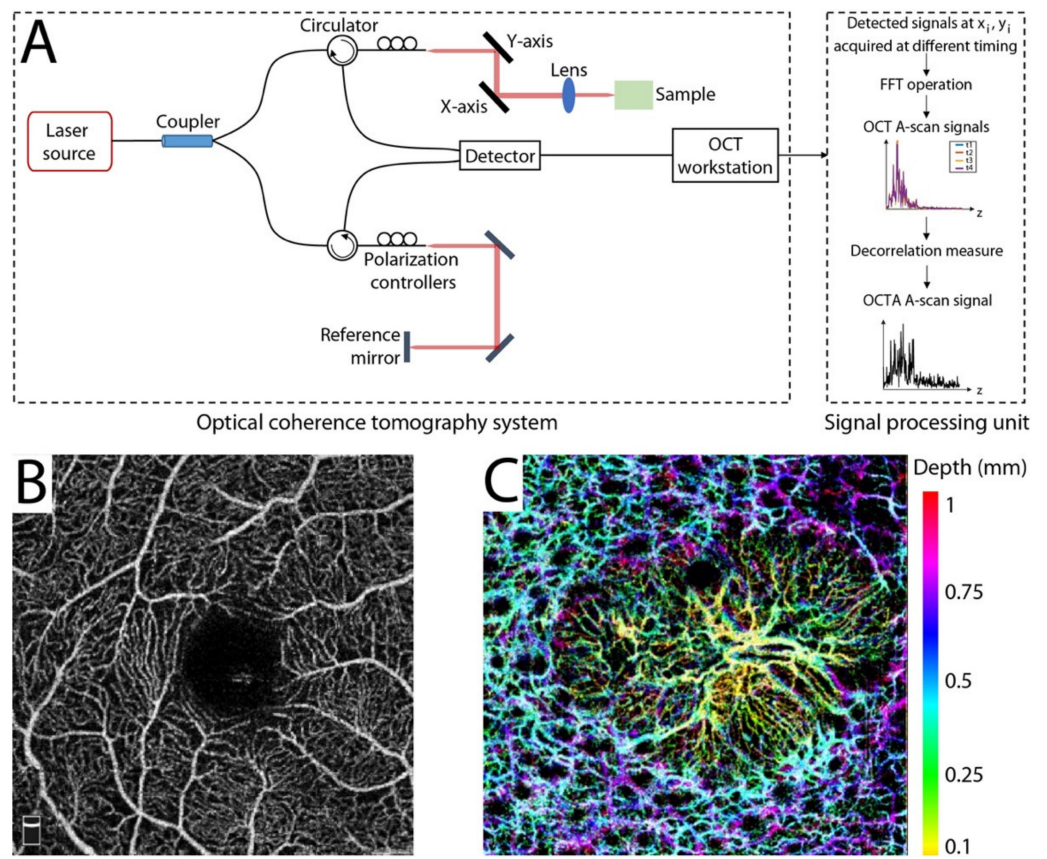 A
Circulator
Y-axis
Lens
X-axis
Sample
Laser
source
Coupler
Detector
OCT
workstation
Polarization
controllers
Reference
mirror
Optical coherence tomography system
Detected signals at xi, yi
acquired at different timing
FFT operation
OCT A-scan signals
t1
t2
t3
t4
z
Decorrelation measure
OCTA A-scan signal
z
Signal processing unit
B
C
Depth (mm)
1
0.75
0.5
0.25
0.1